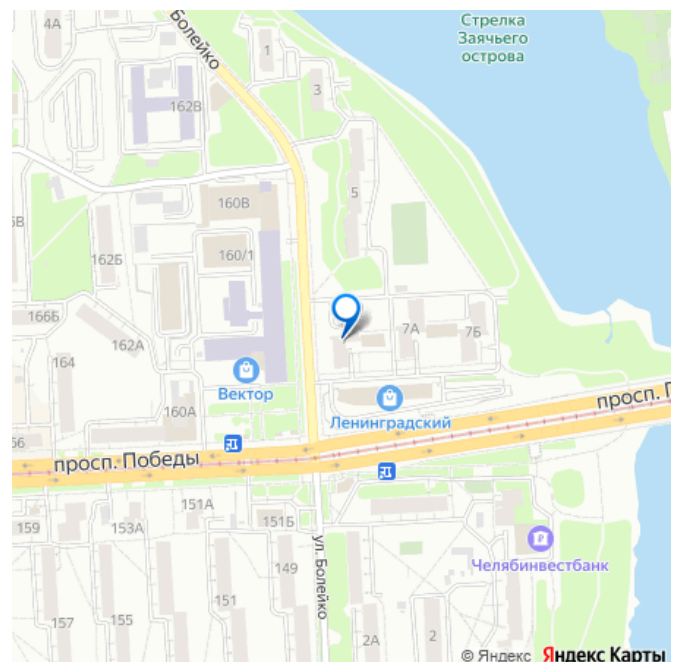 4А
Болейко
Стрелка
Заячьего
острова
1
3
162В
5
160В
160/1
162Б
166Б
162А
7А
7Б
164
Вектор
160А
Ленинградский
просп. П
66
просп. Победы
151А
159
153А
151Б
ул. Болейко
149
Челябинвестбанк
151
157
155
2А
2
© Яндекс Яндекс Карты